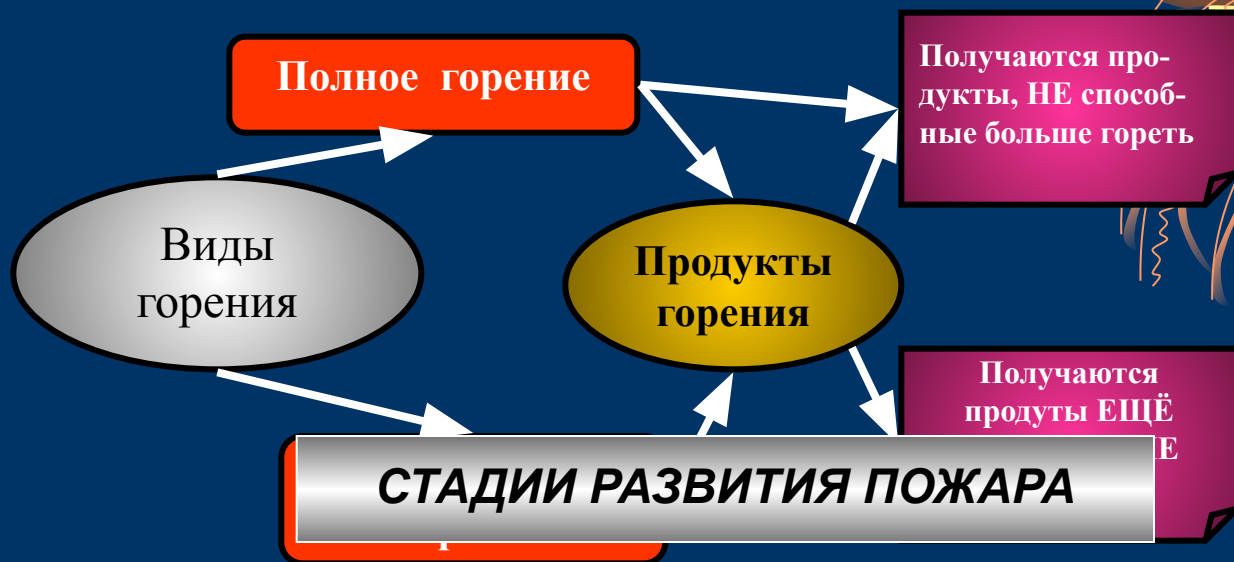 Полное горение
Получаются про-
дукты, НЕ способ-
ные больше гореть
Виды
горения
Продукты
горения
Получаются
продуты ЕЩЁ
СТАДИИ РАЗВИТИЯ ПОЖАРА